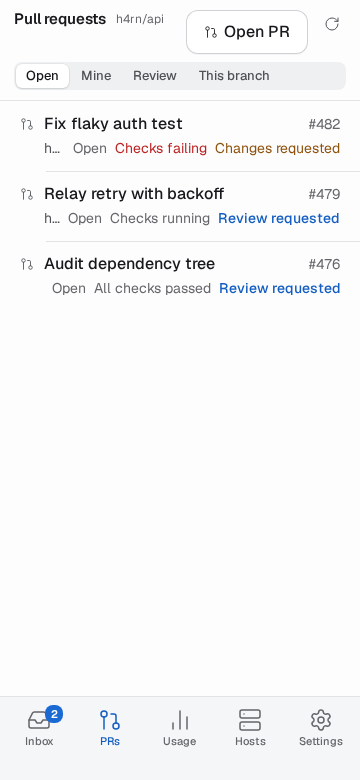 Pull requests h4rn/api Open PR
Open Mine Review This branch
Fix flaky auth test #482
h... Open Checks failing Changes requested
Relay retry with backoff #479
h... Open Checks running Review requested
Audit dependency tree #476
Open All checks passed Review requested
2
Inbox PRs Usage Hosts Settings